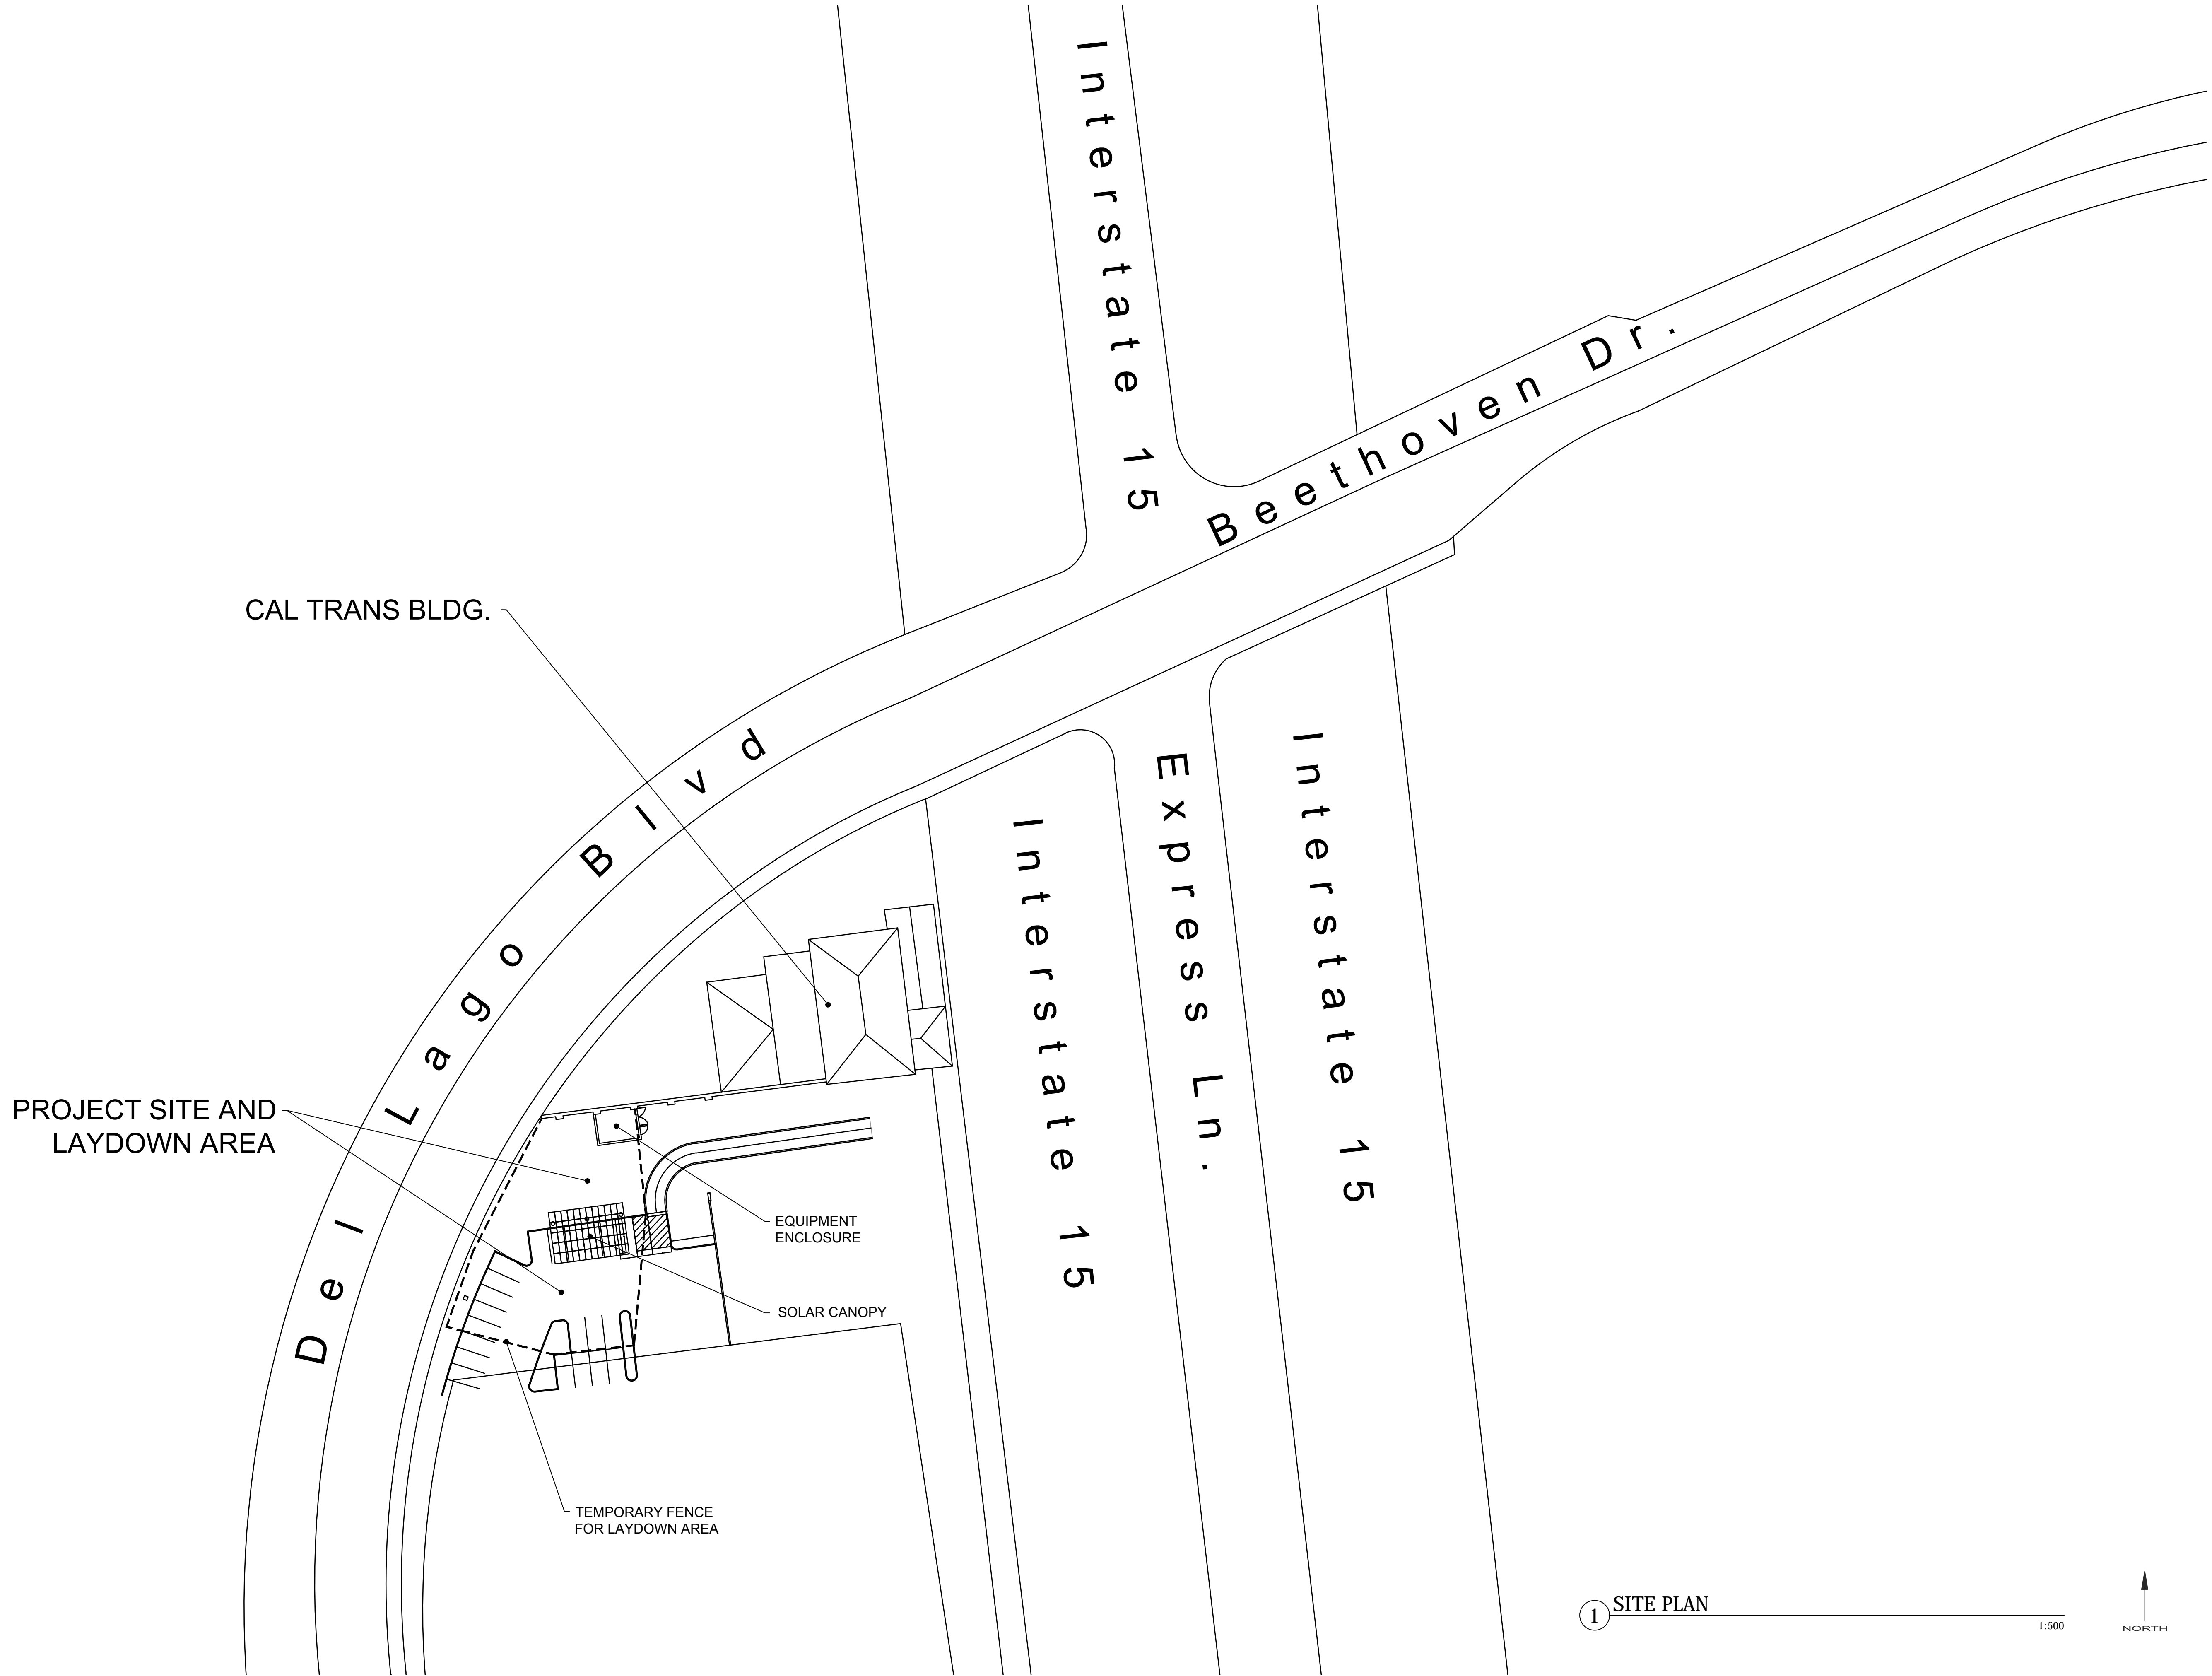 Interstate 15
Beethoven Dr.
CAL TRANS BLDG.
Del Lago Blvd
Interstate 15
Express Ln.
Interstate 15
PROJECT SITE AND
LAYDOWN AREA
EQUIPMENT
ENCLOSURE
SOLAR CANOPY
TEMPORARY FENCE
FOR LAYDOWN AREA
1 SITE PLAN
1:500
NORTH